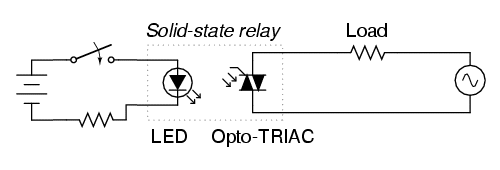 Solid-state relay
Load
LED
Opto-TRIAC